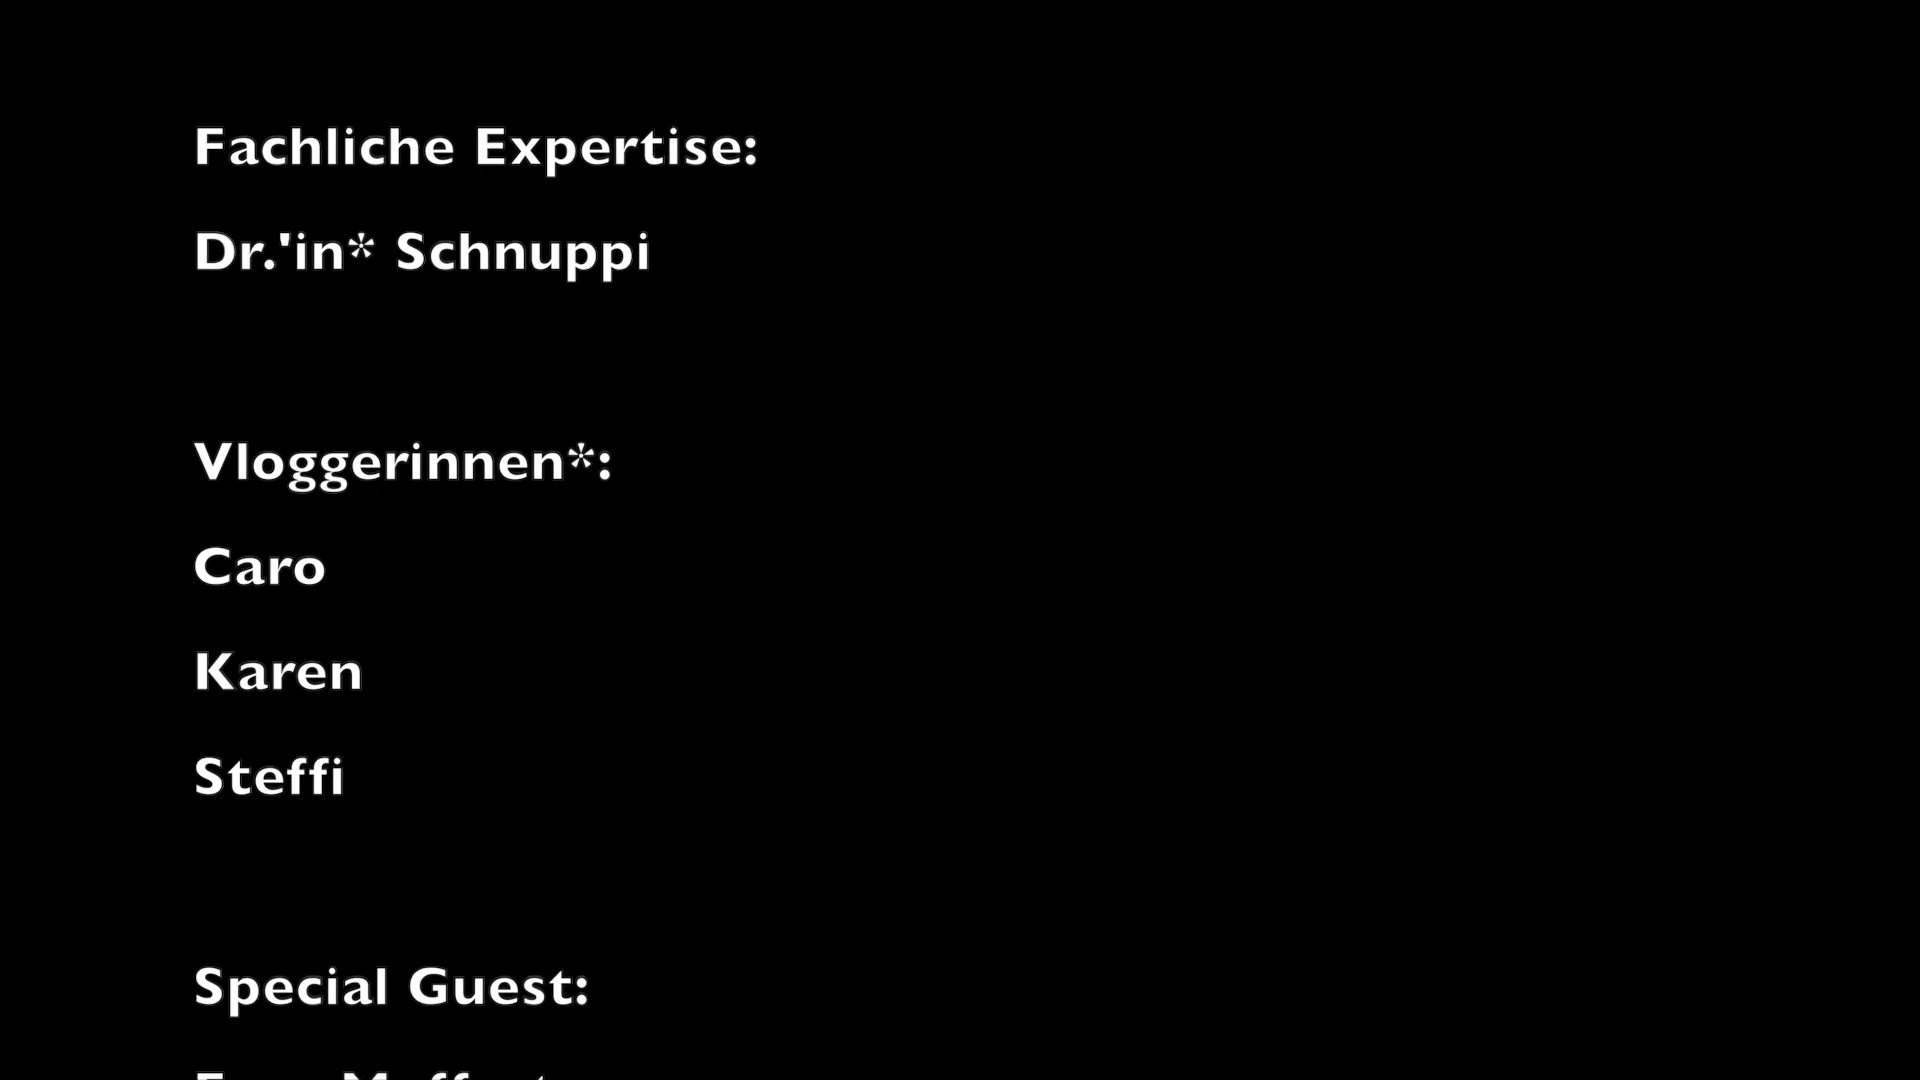 Fachliche Expertise:
Dr.'in* Schnuppi
Vloggerinnen*:
Caro
Karen
Steffi
Special Guest: